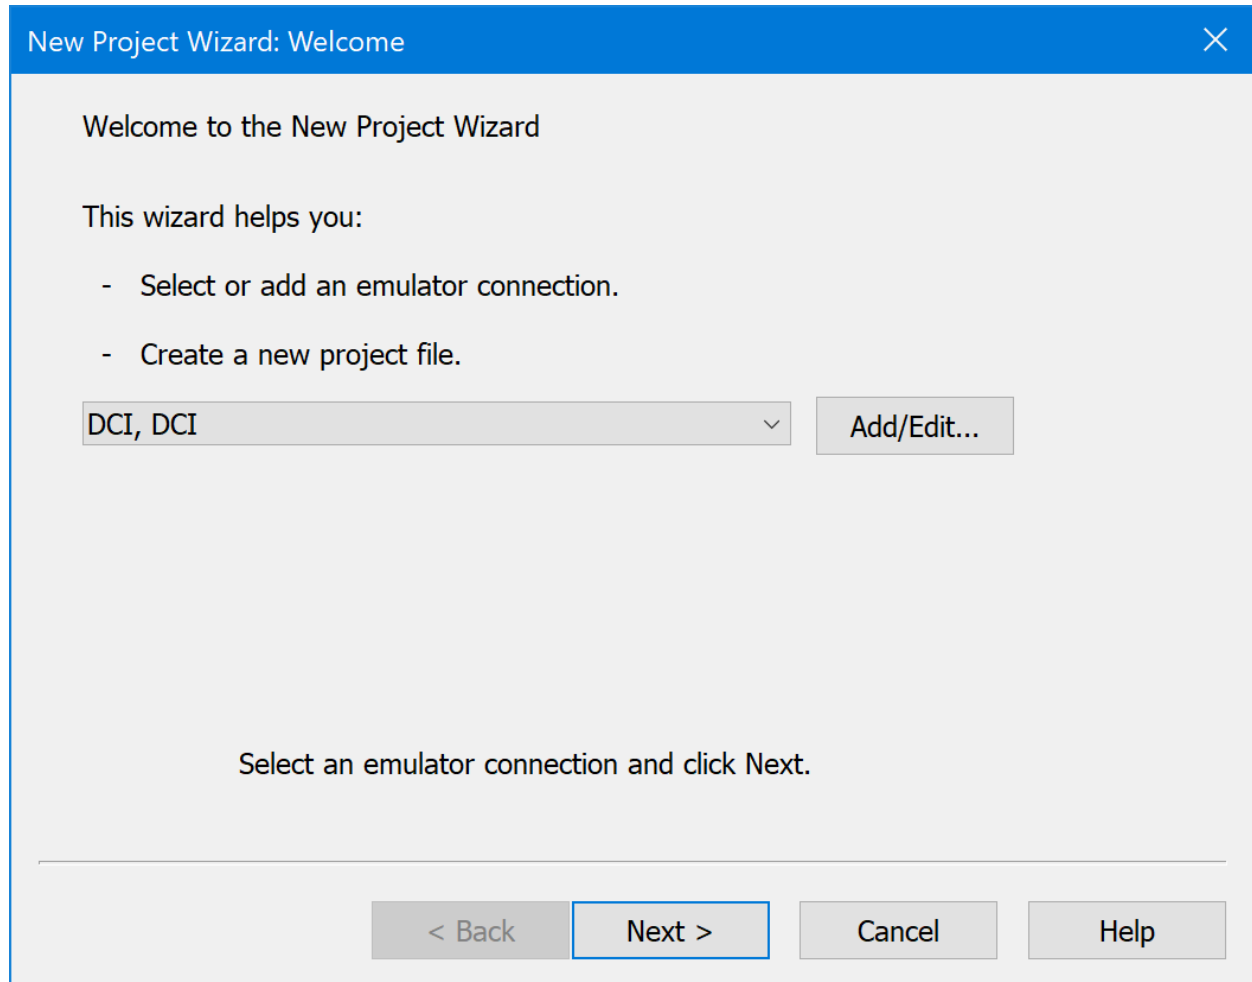 New Project Wizard: Welcome
Welcome to the New Project Wizard
This wizard helps you:
- Select or add an emulator connection.
- Create a new project file.
DCI, DCI
Add/Edit...
Select an emulator connection and click Next.
< Back
Next >
Cancel
Help